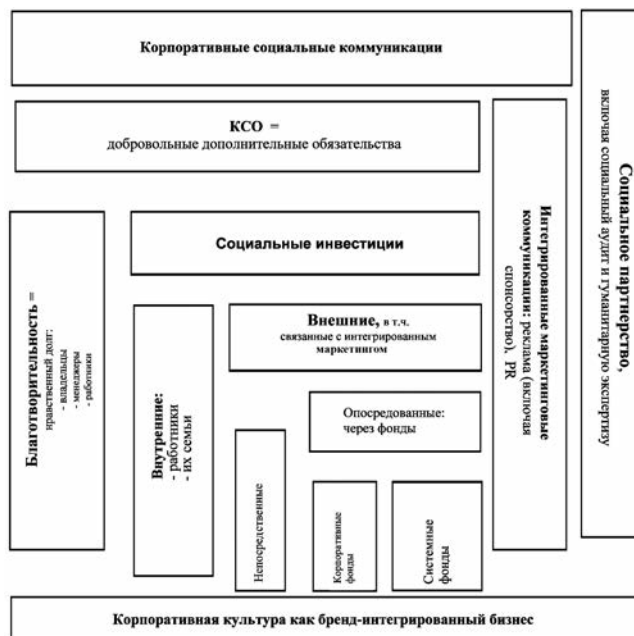 Корпоративные социальные коммуникации
КСО =
добровольные дополнительные обязательства
Социальные инвестиции
Благотворительность =
нравственный долг:
- владельцы
- менеджеры
- работники
Внутренние:
- работники
- их семьи
Внешние, в т.ч.
связанные с интегрированным
маркетингом
Опосредованные:
через фонды
Непосредственные
Корпоративные
фонды
Системные
фонды
Интегрированные маркетинговые
коммуникации: реклама (включая
спонсорство), PR
Социальное партнерство,
включая социальный аудит и гуманитарную экспертизу
Корпоративная культура как бренд-интегрированный бизнес